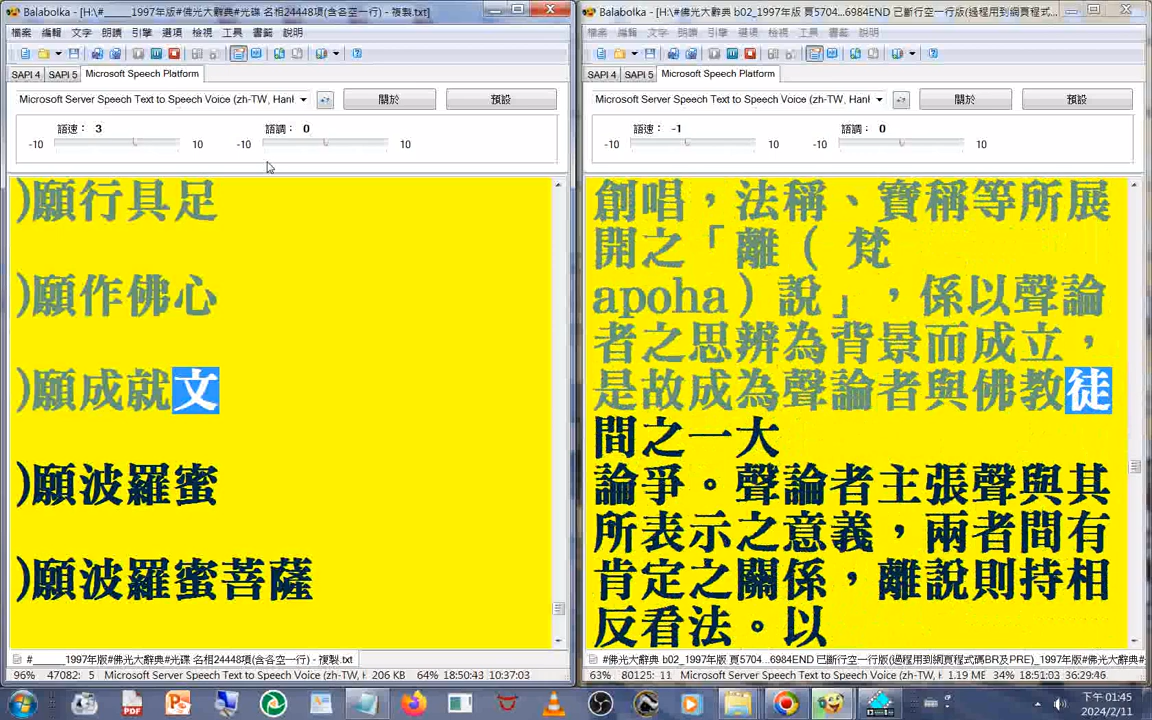 Balabolka - [H:\#_____1997年版#佛光大辭典#光碟 名相24448項(含各空一行) - 複製.txt]
檔案 編輯 文字 朗讀 引擎 選項 檢視 工具 書籤 說明
SAPI 4 SAPI 5 Microsoft Speech Platform
Microsoft Server Speech Text to Speech Voice (zh-TW, Hanl
關於
預設
語速： 3
語調： 0
-10 10 -10 10
)願行具足
)願作佛心
)願成就文
)願波羅蜜
)願波羅蜜菩薩
#______1997年版#佛光大辭典#光碟 名相24448項(含各空一行) - 複製.txt
96% 47082: 5 Microsoft Server Speech Text to Speech Voice (zh-TW, H 206 KB 64% 18:50:43 10:37:03
Balabolka - [H:\#佛光大辭典 b02_1997年版 頁5704...6984END 已斷行空一行版(過程用到網頁程式...
檔案 編輯 文字 朗讀 引擎 選項 檢視 工具 書籤 說明
SAPI 4 SAPI 5 Microsoft Speech Platform
Microsoft Server Speech Text to Speech Voice (zh-TW, Hanl
關於
預設
語速： -1
語調： 0
-10 10 -10 10
創唱，法稱、寶稱等所展
開之「離（ 梵
apoha）說」，係以聲論
者之思辨為背景而成立，
是故成為聲論者與佛教徒
間之一大
論爭。聲論者主張聲與其
所表示之意義，兩者間有
肯定之關係，離說則持相
反看法。以
#佛光大辭典 b02_1997年版 頁5704...6984END 已斷行空一行版(過程用到網頁程式碼BR及PRE)_1997年版#佛光大辭典#
63% 80125: 11 Microsoft Server Speech Text to Speech Voice (zh-TW, H 1.19 ME 34% 18:51:03 36:29:46
下午 01:45
2024/2/11